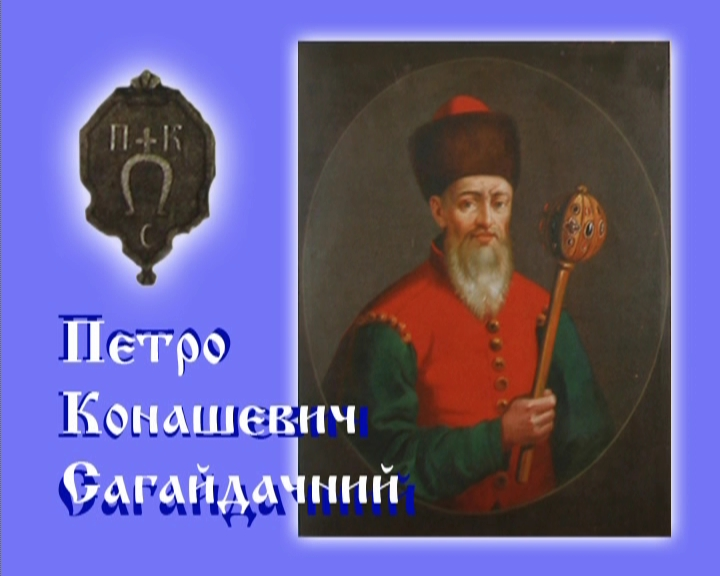 П К
С
Петро
Конашевич
Сагайдачний